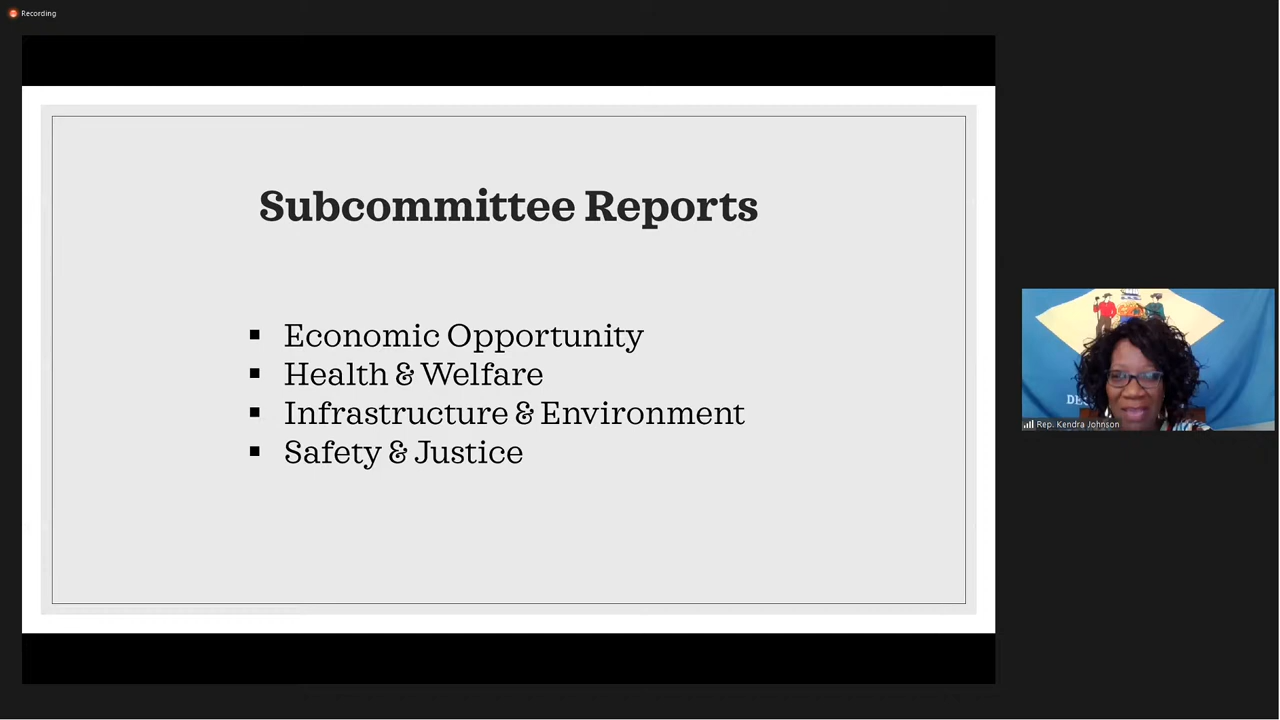 Recording
Subcommittee Reports
▪ Economic Opportunity
▪ Health & Welfare
▪ Infrastructure & Environment
▪ Safety & Justice
Rep. Kendra Johnson